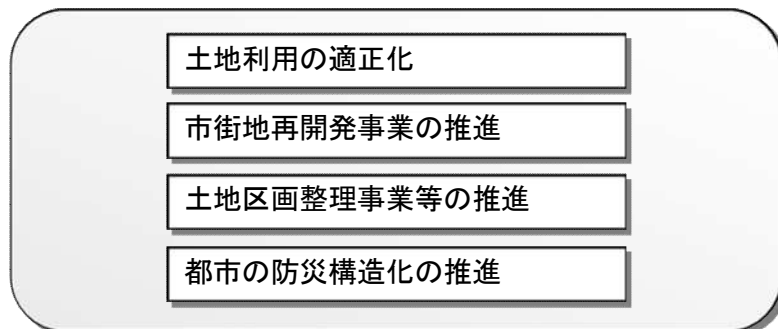 土地利用の適正化
市街地再開発事業の推進
土地区画整理事業等の推進
都市の防災構造化の推進